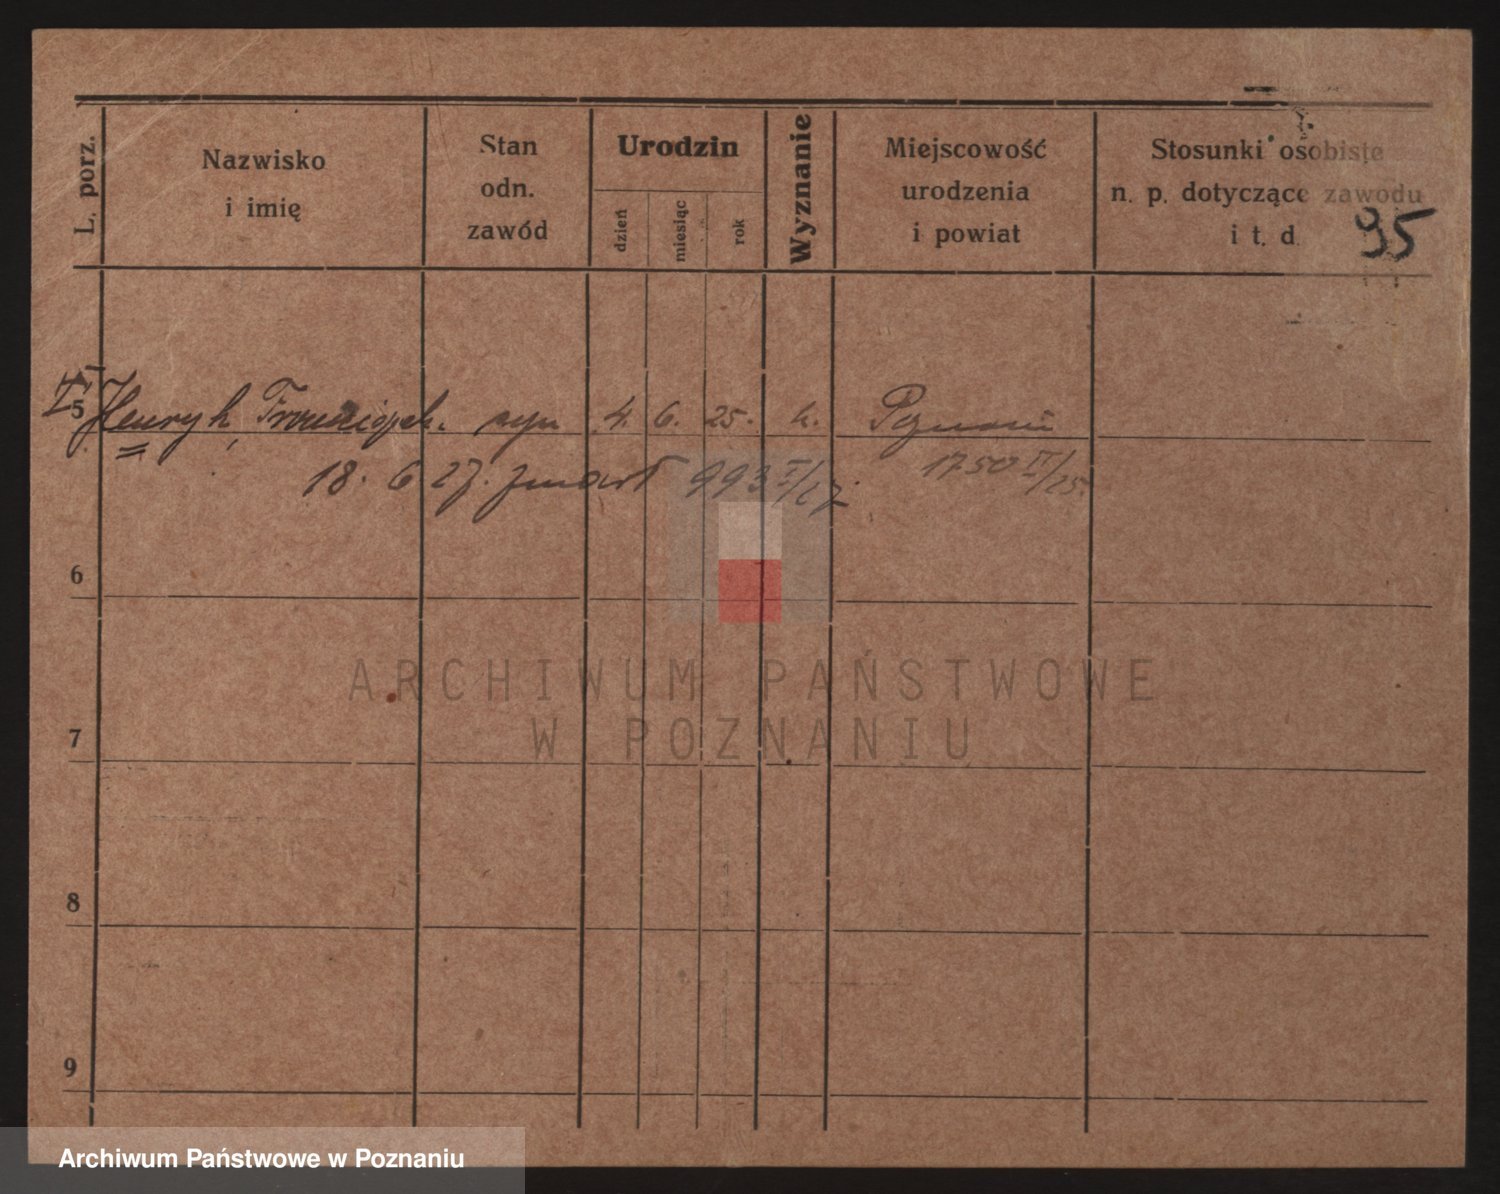 L. porz.
Nazwisko
i imię
Stan
odn.
zawód
Urodzin
dzień
miesiąc
rok
Wyznanie
Miejscowość
urodzenia
i powiat
Stosunki osobiste
n. p. dotyczące zawodu
i t. d.
95
5 Henryk, Franciszek. syn 4. 6. 25. k. Poznań
18. 6 27. zmarł 993 I/27. 1750 II/25.
6
7
8
9
ARCHIWUM PAŃSTWOWE
W POZNANIU
Archiwum Państwowe w Poznaniu